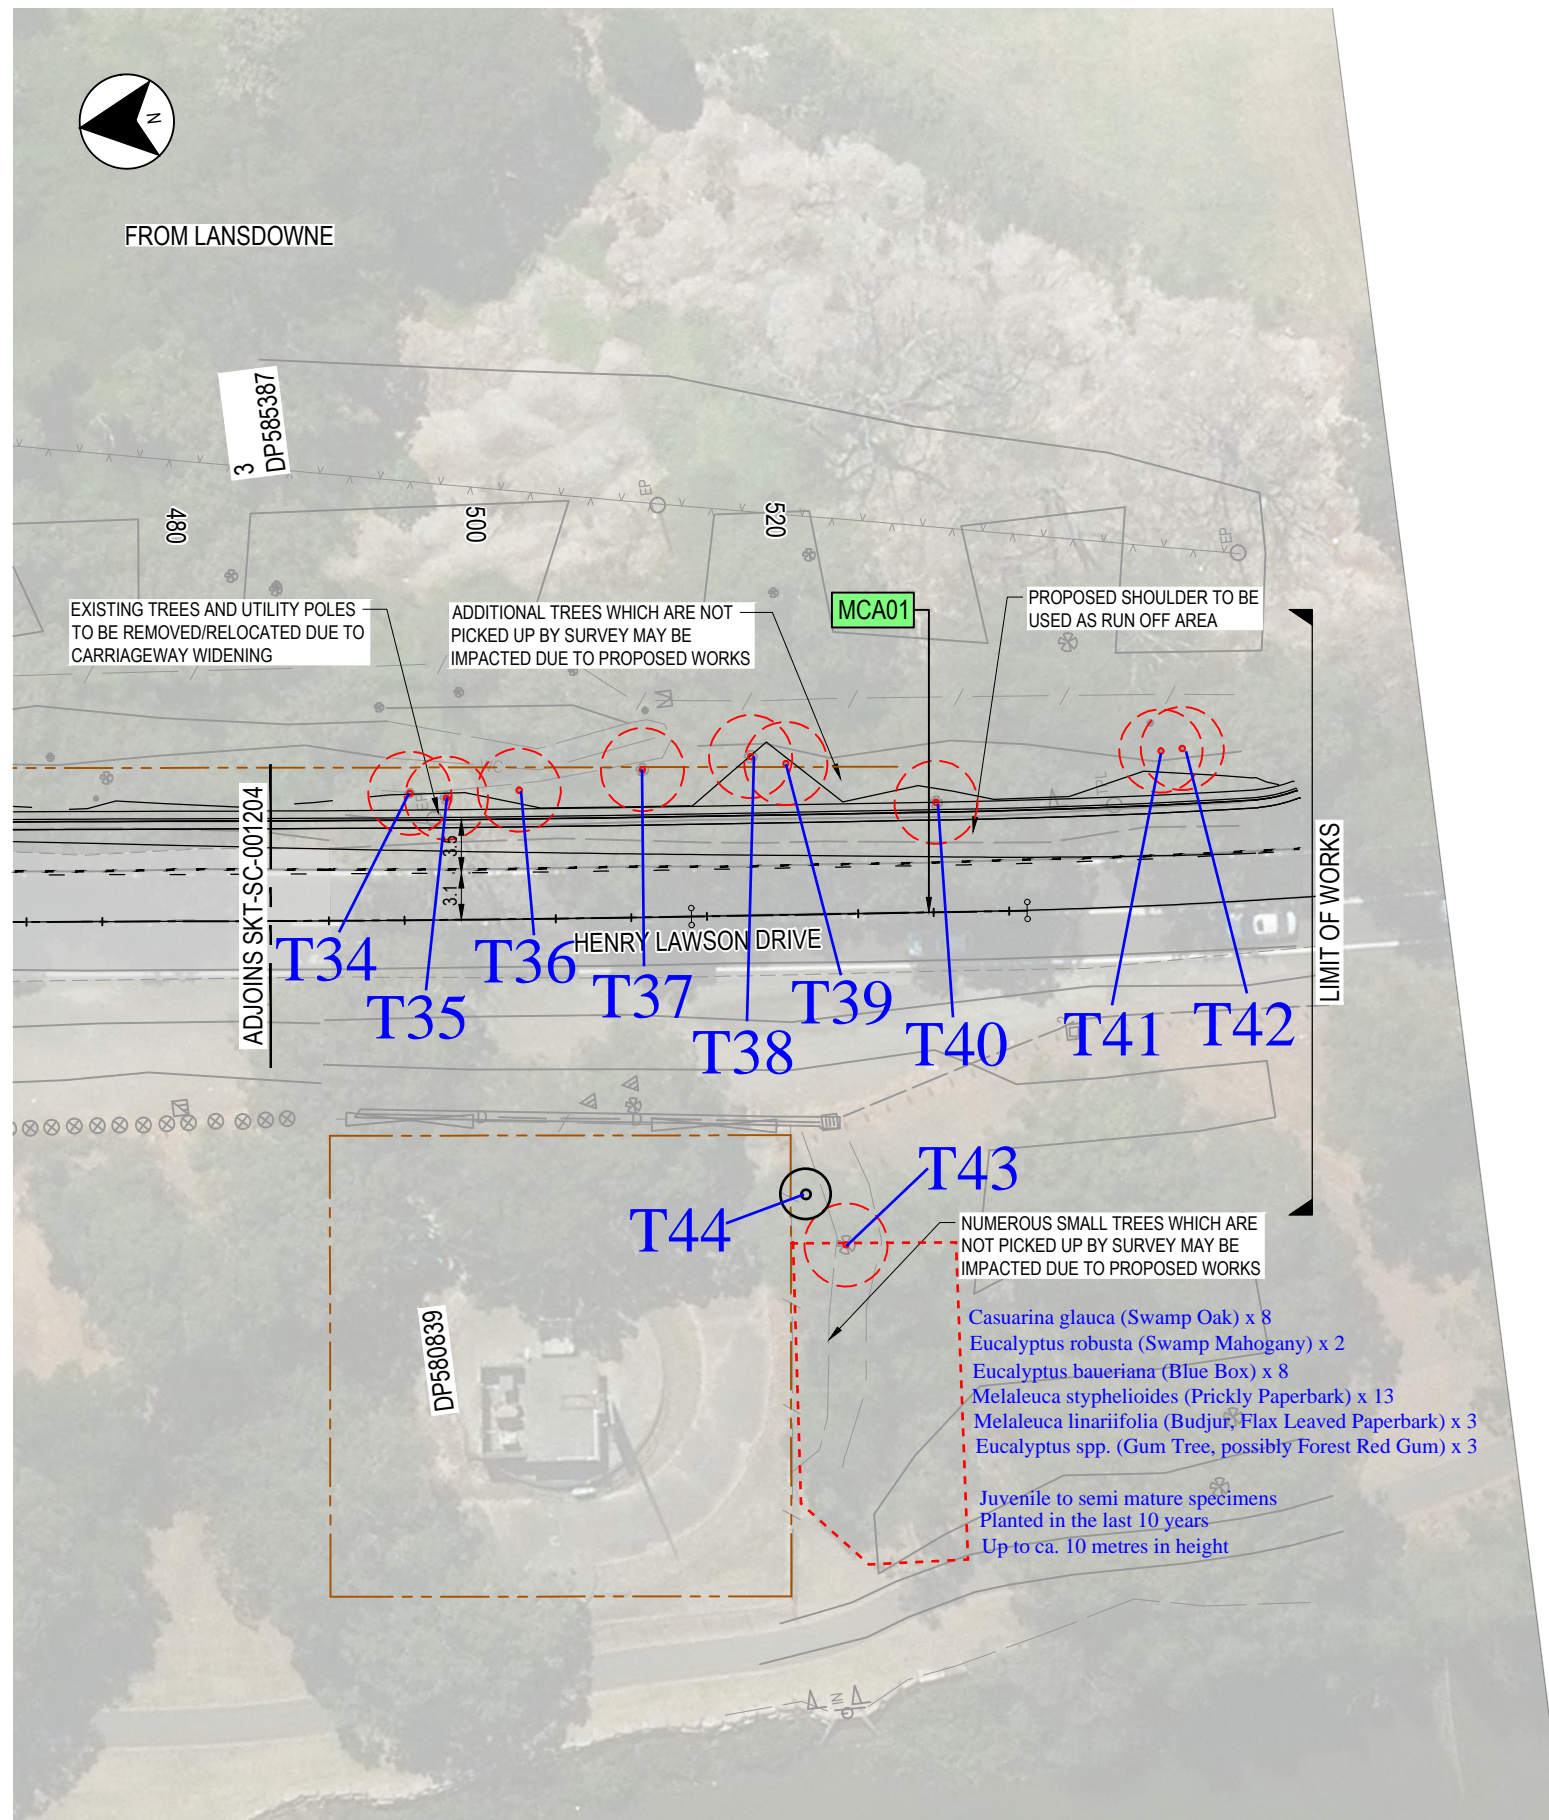 N
FROM LANSDOWNE
3
DP585387
480
500
520
EP
EP
EXISTING TREES AND UTILITY POLES
TO BE REMOVED/RELOCATED DUE TO
CARRIAGEWAY WIDENING
ADDITIONAL TREES WHICH ARE NOT
PICKED UP BY SURVEY MAY BE
IMPACTED DUE TO PROPOSED WORKS
MCA01
PROPOSED SHOULDER TO BE
USED AS RUN OFF AREA
ADJOINS SKT-SC-001204
3.5
3.1
HENRY LAWSON DRIVE
LIMIT OF WORKS
T34
T35
T36
T37
T38
T39
T40
T41
T42
T43
T44
NUMEROUS SMALL TREES WHICH ARE
NOT PICKED UP BY SURVEY MAY BE
IMPACTED DUE TO PROPOSED WORKS
DP580839
Casuarina glauca (Swamp Oak) x 8
Eucalyptus robusta (Swamp Mahogany) x 2
Eucalyptus baueriana (Blue Box) x 8
Melaleuca styphelioides (Prickly Paperbark) x 13
Melaleuca linariifolia (Budjur, Flax Leaved Paperbark) x 3
Eucalyptus spp. (Gum Tree, possibly Forest Red Gum) x 3
Juvenile to semi mature specimens
Planted in the last 10 years
Up to ca. 10 metres in height